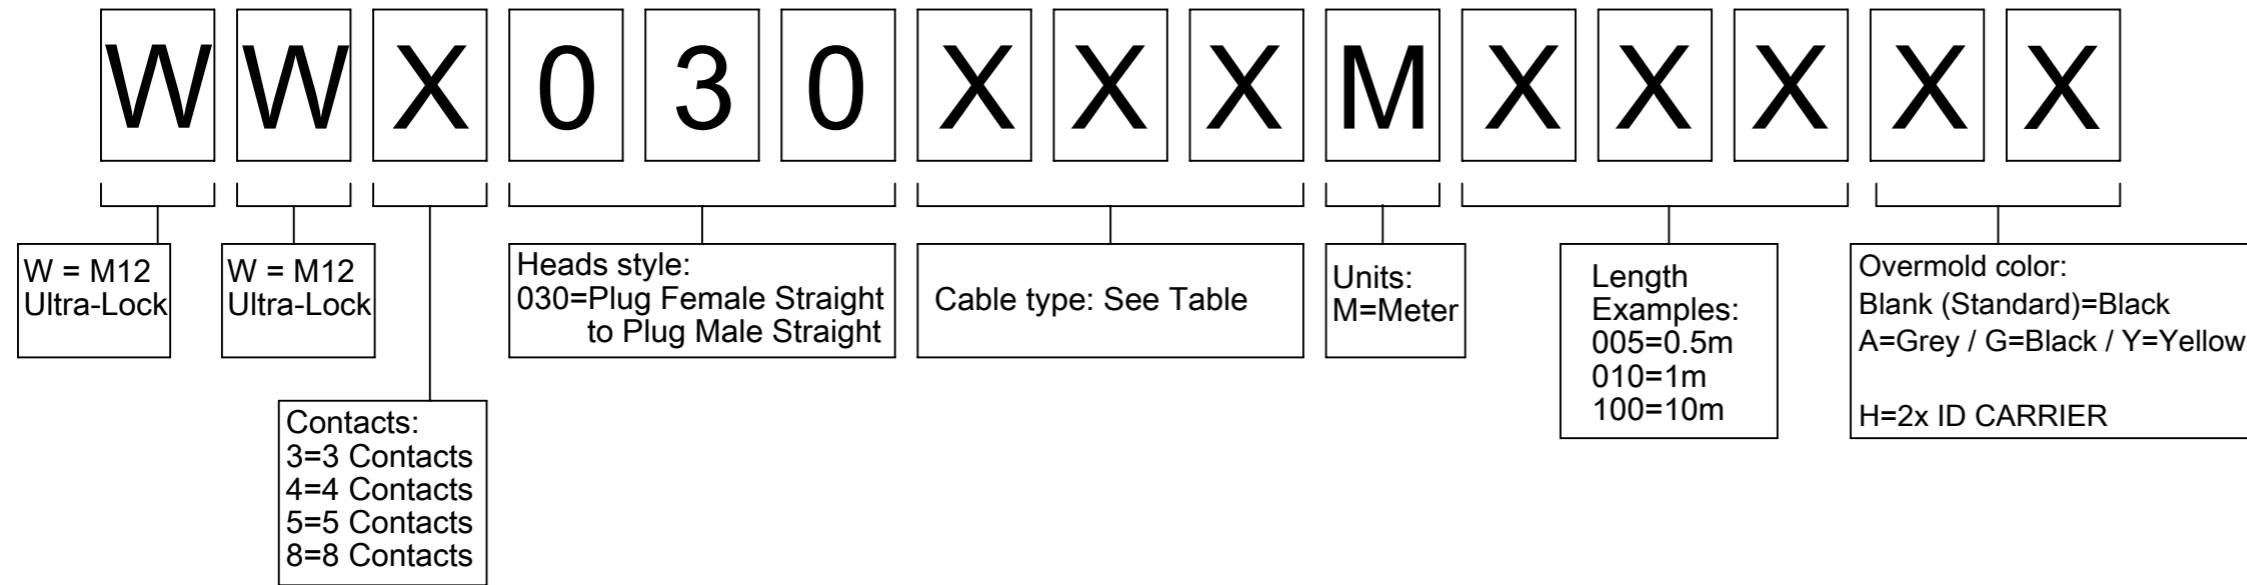 W W X 0 3 0 X X X M X X X X X
W = M12
Ultra-Lock
W = M12
Ultra-Lock
Contacts:
3=3 Contacts
4=4 Contacts
5=5 Contacts
8=8 Contacts
Heads style:
030=Plug Female Straight
to Plug Male Straight
Cable type: See Table
Units:
M=Meter
Length
Examples:
005=0.5m
010=1m
100=10m
Overmold color:
Blank (Standard)=Black
A=Grey / G=Black / Y=Yellow
H=2x ID CARRIER